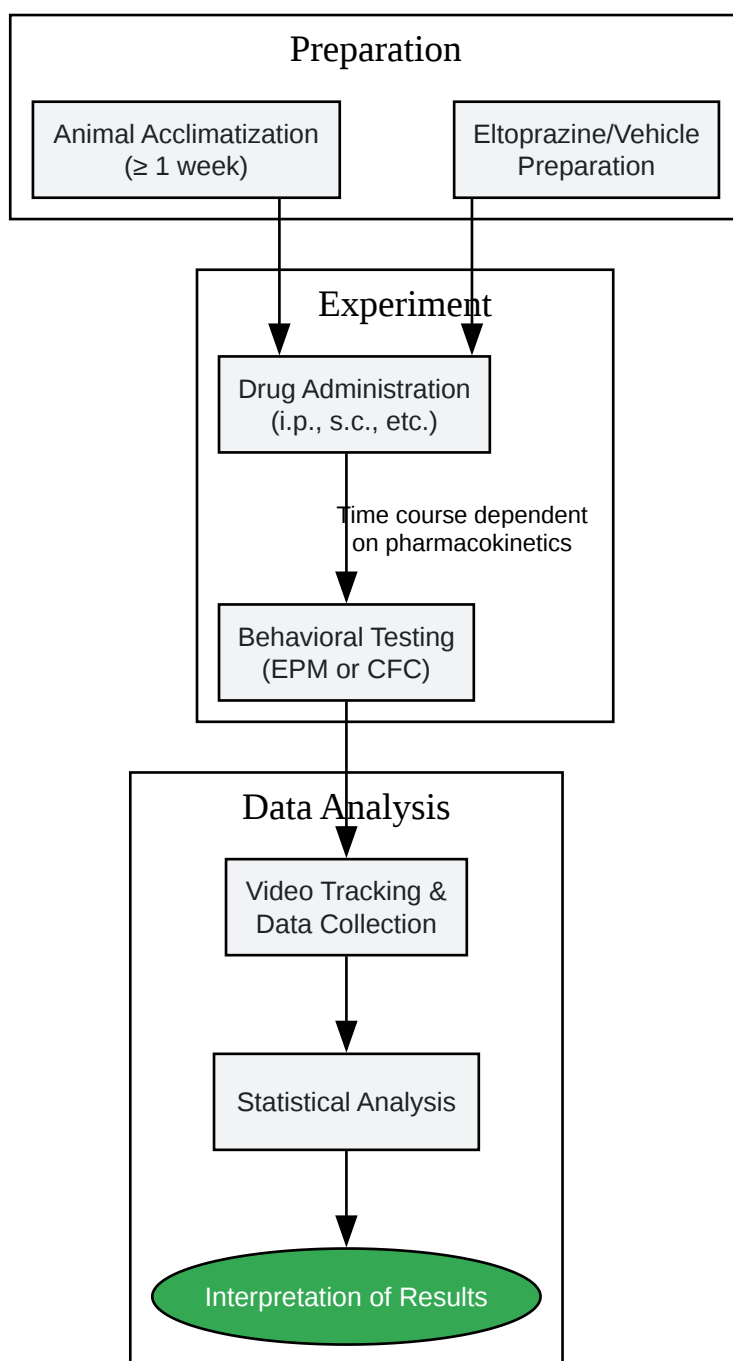 Preparation
Animal Acclimatization
(≥ 1 week)
Eltoprazine/Vehicle
Preparation
Experiment
Drug Administration
(i.p., s.c., etc.)
Time course dependent
on pharmacokinetics
Behavioral Testing
(EPM or CFC)
Data Analysis
Video Tracking &
Data Collection
Statistical Analysis
Interpretation of Results